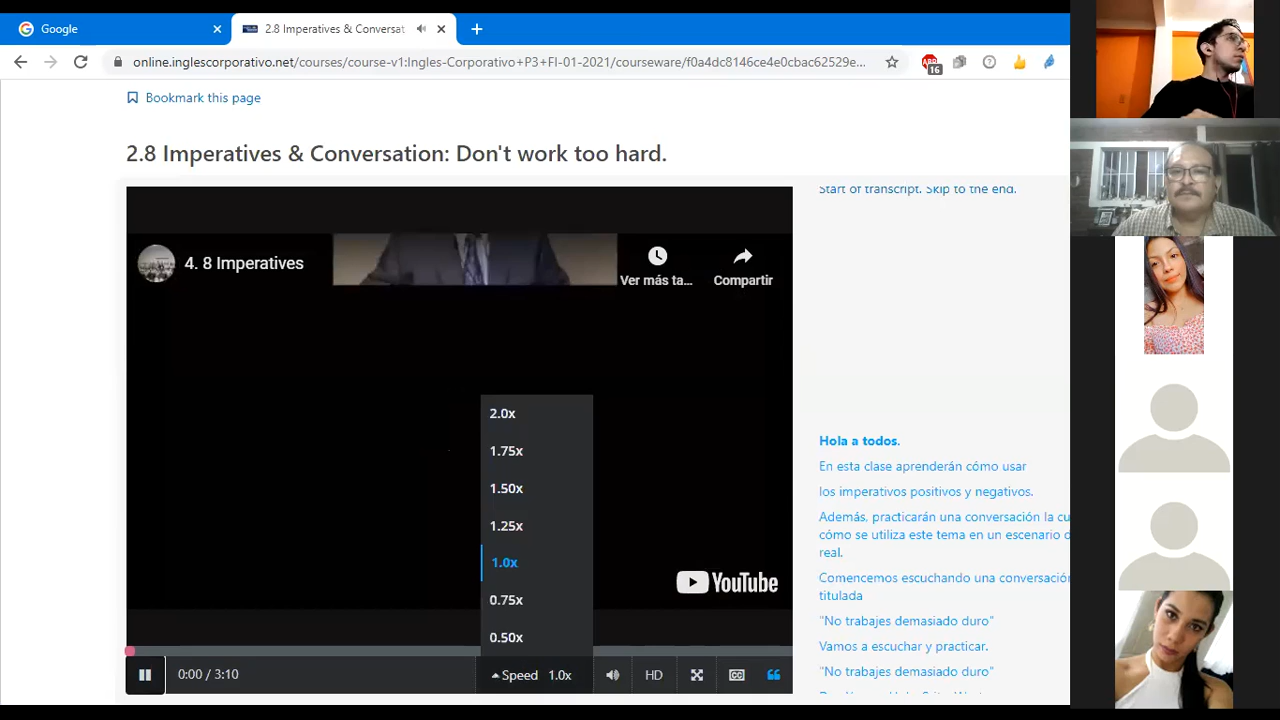 Google
2.8 Imperatives & Conversat
online.inglescorporativo.net/courses/course-v1:Ingles-Corporativo+P3+FI-01-2021/courseware/f0a4dc8146ce4e0cbac62529e...
ABP
16
Bookmark this page
2.8 Imperatives & Conversation: Don't work too hard.
Start of transcript. Skip to the end.
4. 8 Imperatives
Ver más ta...
Compartir
2.0x
1.75x
1.50x
1.25x
1.0x
0.75x
0.50x
YouTube
0:00 / 3:10
Speed 1.0x
HD
Hola a todos.
En esta clase aprenderán cómo usar
los imperativos positivos y negativos.
Además, practicarán una conversación la cu
cómo se utiliza este tema en un escenario
real.
Comencemos escuchando una conversación
titulada
"No trabajes demasiado duro"
Vamos a escuchar y practicar.
"No trabajes demasiado duro"